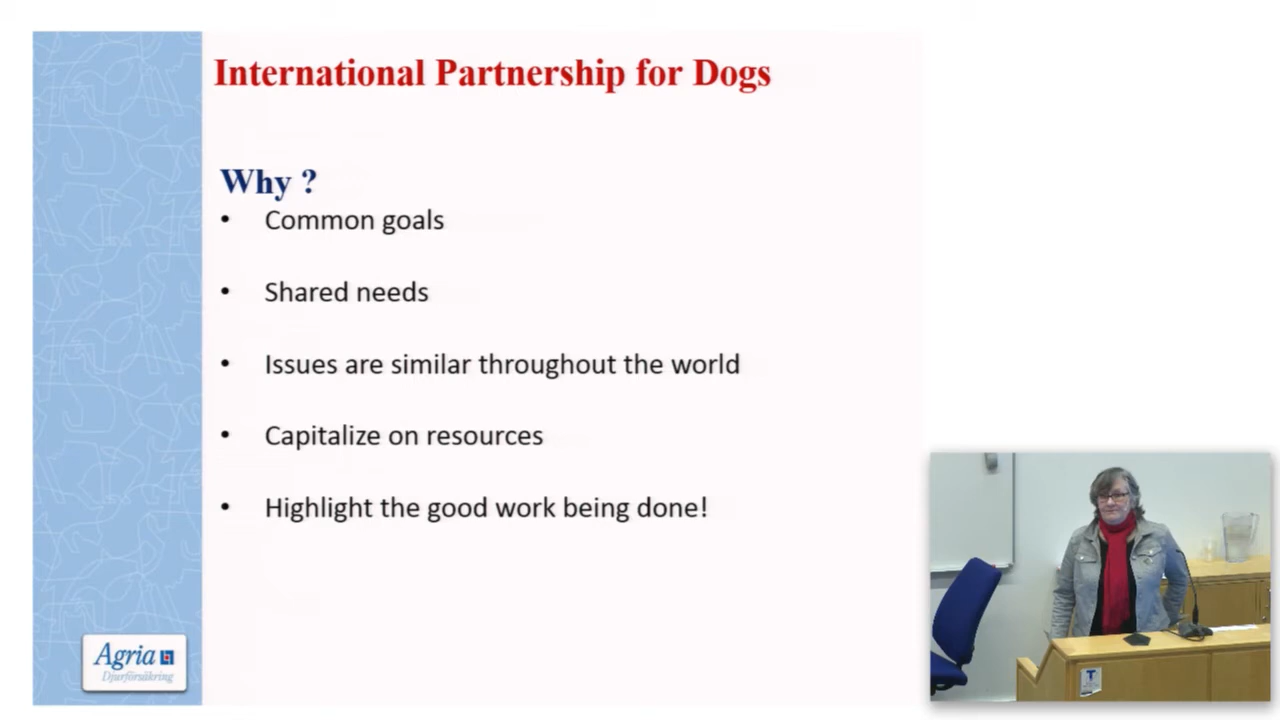 International Partnership for Dogs
Why ?
• Common goals
• Shared needs
• Issues are similar throughout the world
• Capitalize on resources
• Highlight the good work being done!
Agria
Djurförsäkring
T